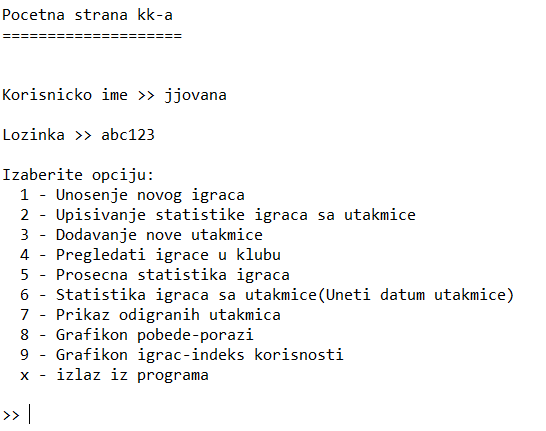 Pocetna strana kk-a
====================
Korisnicko ime >> jjovana
Lozinka >> abc123
Izaberite opciju:
1 - Unosenje novog igraca
2 - Upisivanje statistike igraca sa utakmice
3 - Dodavanje nove utakmice
4 - Pregledati igrace u klubu
5 - Prosecna statistika igraca
6 - Statistika igraca sa utakmice(Uneti datum utakmice)
7 - Prikaz odigranih utakmica
8 - Grafikon pobede-porazi
9 - Grafikon igrac-indeks korisnosti
x - izlaz iz programa
>>